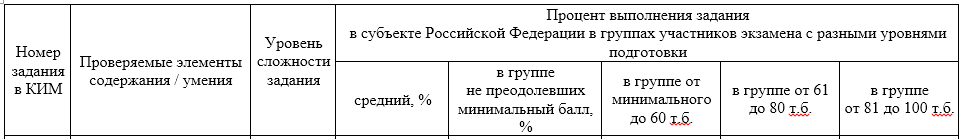 Номер
задания
в КИМ
Проверяемые элементы
содержания / умения
Уровень
сложности
задания
Процент выполнения задания
в субъекте Российской Федерации в группах участников экзамена с разными уровнями
подготовки
средний, %
в группе
не преодолевших
минимальный балл,
%
в группе от
минимального
до 60 т.б.
в группе от 61
до 80 т.б.
в группе
от 81 до 100 т.б.